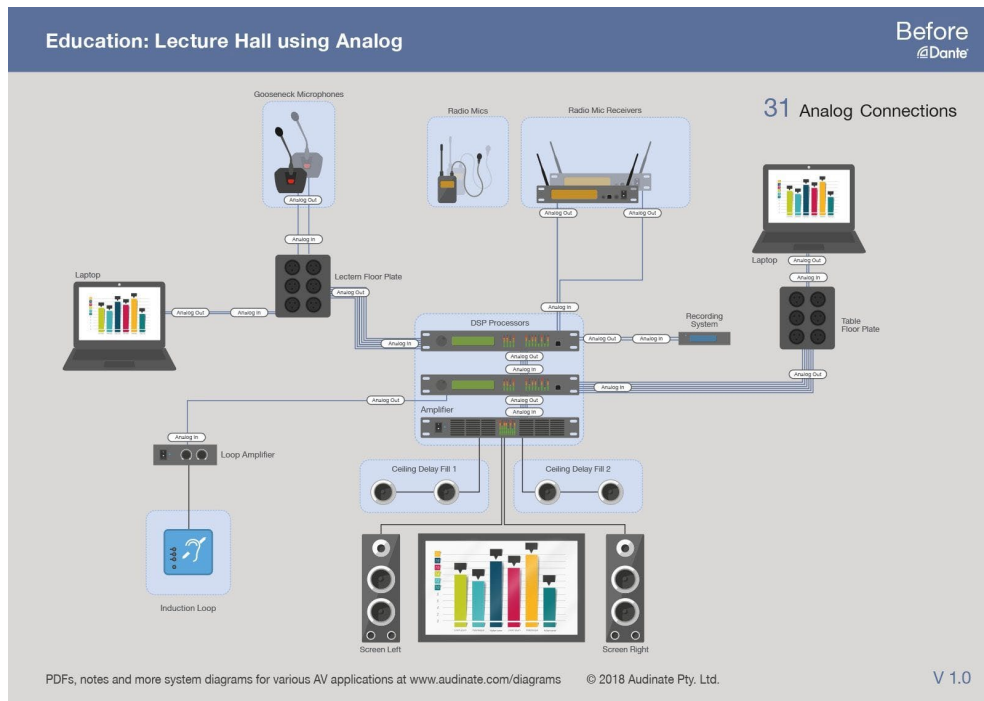 Education: Lecture Hall using Analog
Before
Dante
31 Analog Connections
Gooseneck Microphones
Radio Mics
Radio Mic Receivers
Analog Out
Analog Out
Analog Out
Analog In
Laptop
Analog Out
Analog In
Lectern Floor Plate
Analog Out
Laptop
Analog Out
Analog In
Table
Floor Plate
Analog Out
Analog In
DSP Processors
Analog In
Analog Out
Analog In
Recording
System
Analog Out
Analog In
Analog In
Analog Out
Analog Out
Analog In
Amplifier
Analog In
Loop Amplifier
Ceiling Delay Fill 1
Ceiling Delay Fill 2
Induction Loop
Screen Left
Screen Right
PDFs, notes and more system diagrams for various AV applications at www.audinate.com/diagrams
© 2018 Audinate Pty. Ltd.
V 1.0